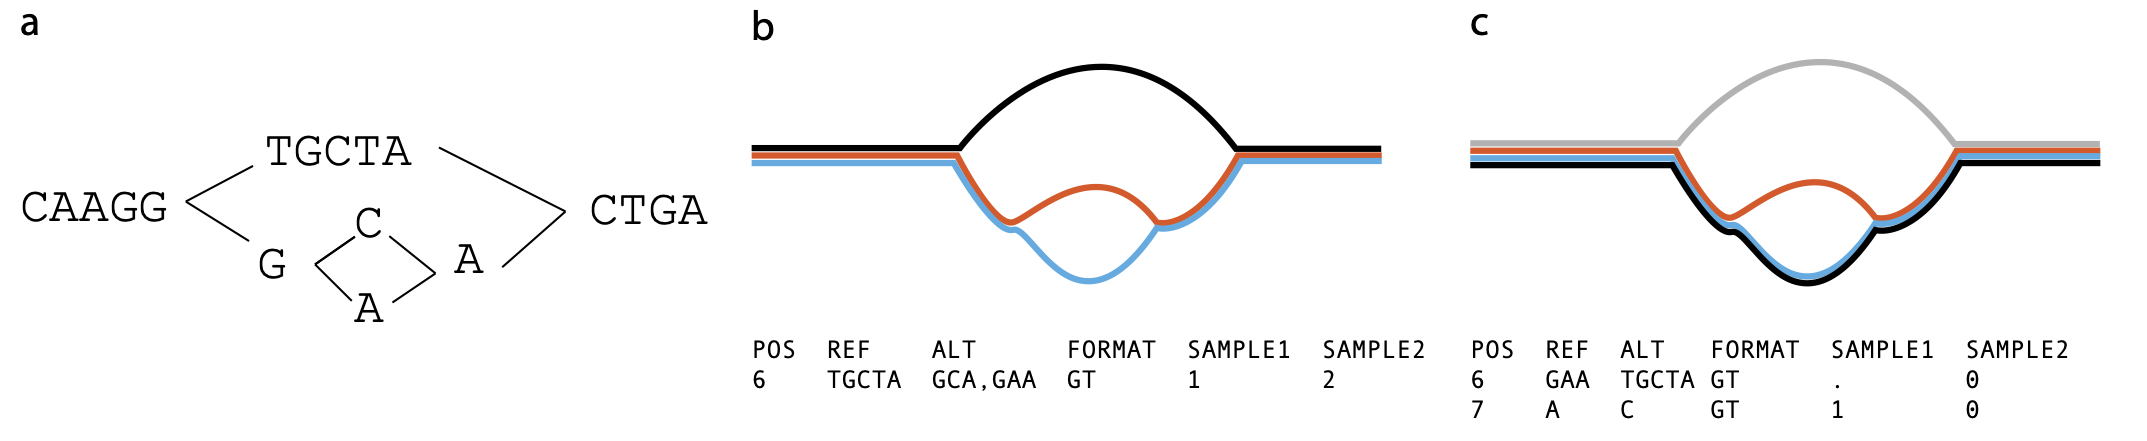 a
TGCTA
CAAGG
C
CTGA
G
A
A
b
POS REF ALT FORMAT SAMPLE1 SAMPLE2
6 TGCTA GCA,GAA GT 1 2
c
POS REF ALT FORMAT SAMPLE1 SAMPLE2
6 GAA TGCTA GT . 0
7 A C GT 1 0